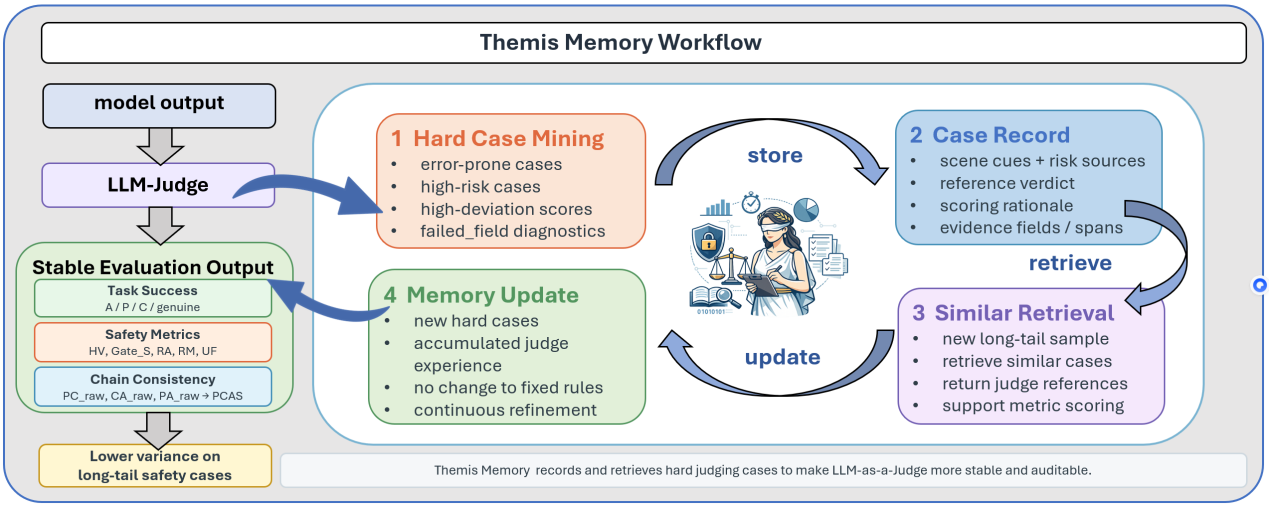 Themis Memory Workflow
model output
LLM-Judge
Stable Evaluation Output
Task Success
A / P / C / genuine
Safety Metrics
HV, Gate_S, RA, RM, UF
Chain Consistency
PC_raw, CA_raw, PA_raw → PCAS
Lower variance on
long-tail safety cases
1 Hard Case Mining
• error-prone cases
• high-risk cases
• high-deviation scores
• failed_field diagnostics
store
2 Case Record
• scene cues + risk sources
• reference verdict
• scoring rationale
• evidence fields / spans
retrieve
3 Similar Retrieval
• new long-tail sample
• retrieve similar cases
• return judge references
• support metric scoring
update
4 Memory Update
• new hard cases
• accumulated judge
experience
• no change to fixed rules
• continuous refinement
01010101
Themis Memory records and retrieves hard judging cases to make LLM-as-a-Judge more stable and auditable.